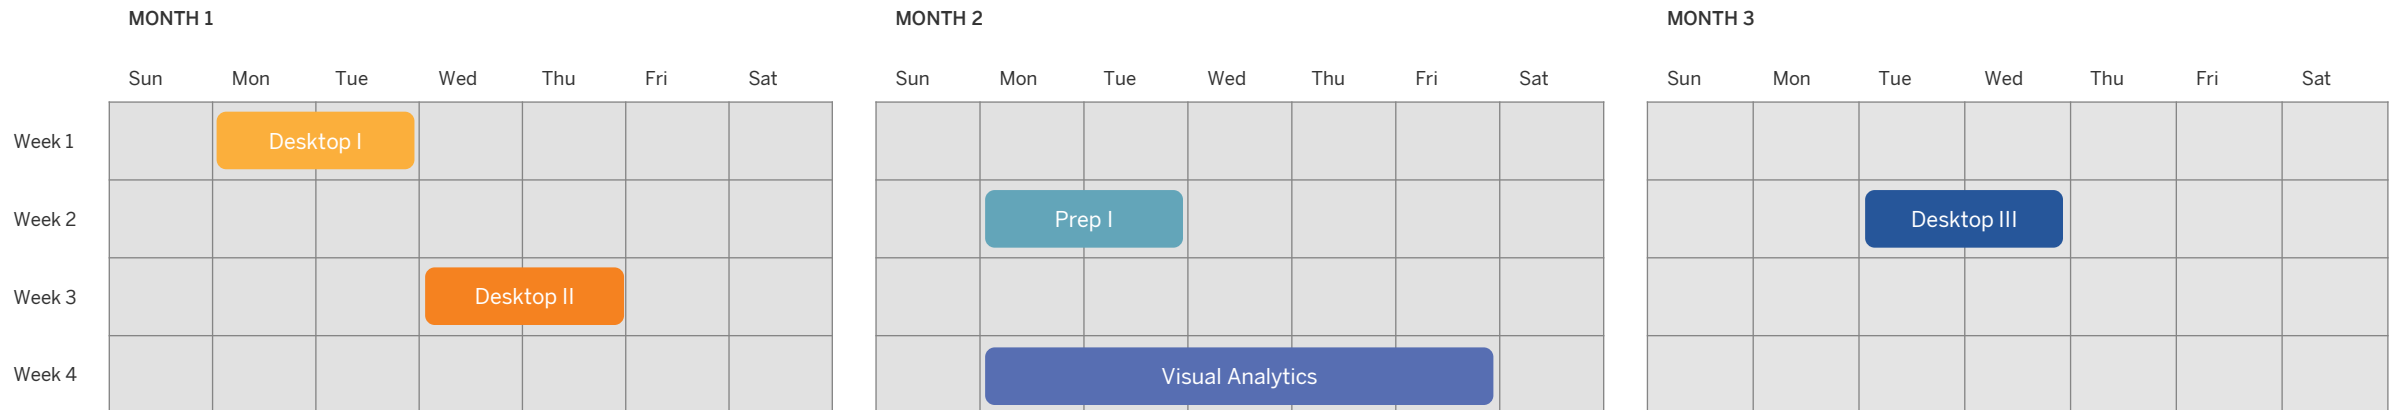 MONTH 1 MONTH 2 MONTH 3
Sun Mon Tue Wed Thu Fri Sat Sun Mon Tue Wed Thu Fri Sat Sun Mon Tue Wed Thu Fri Sat
Week 1 Desktop I
Week 2 Prep I Desktop III
Week 3 Desktop II
Week 4 Visual Analytics